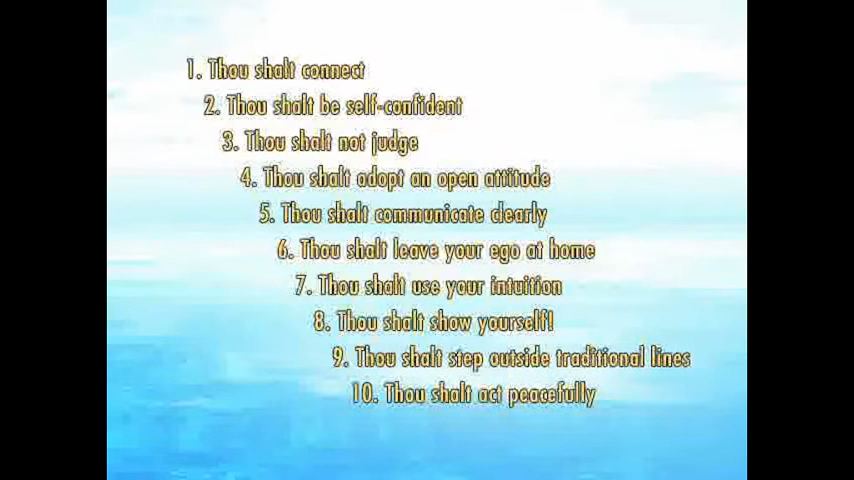 1. Thou shalt connect
2. Thou shalt be self-confident
3. Thou shalt not judge
4. Thou shalt adopt an open attitude
5. Thou shalt communicate clearly
6. Thou shalt leave your ego at home
7. Thou shalt use your intuition
8. Thou shalt show yourself!
9. Thou shalt step outside traditional lines
10. Thou shalt act peacefully